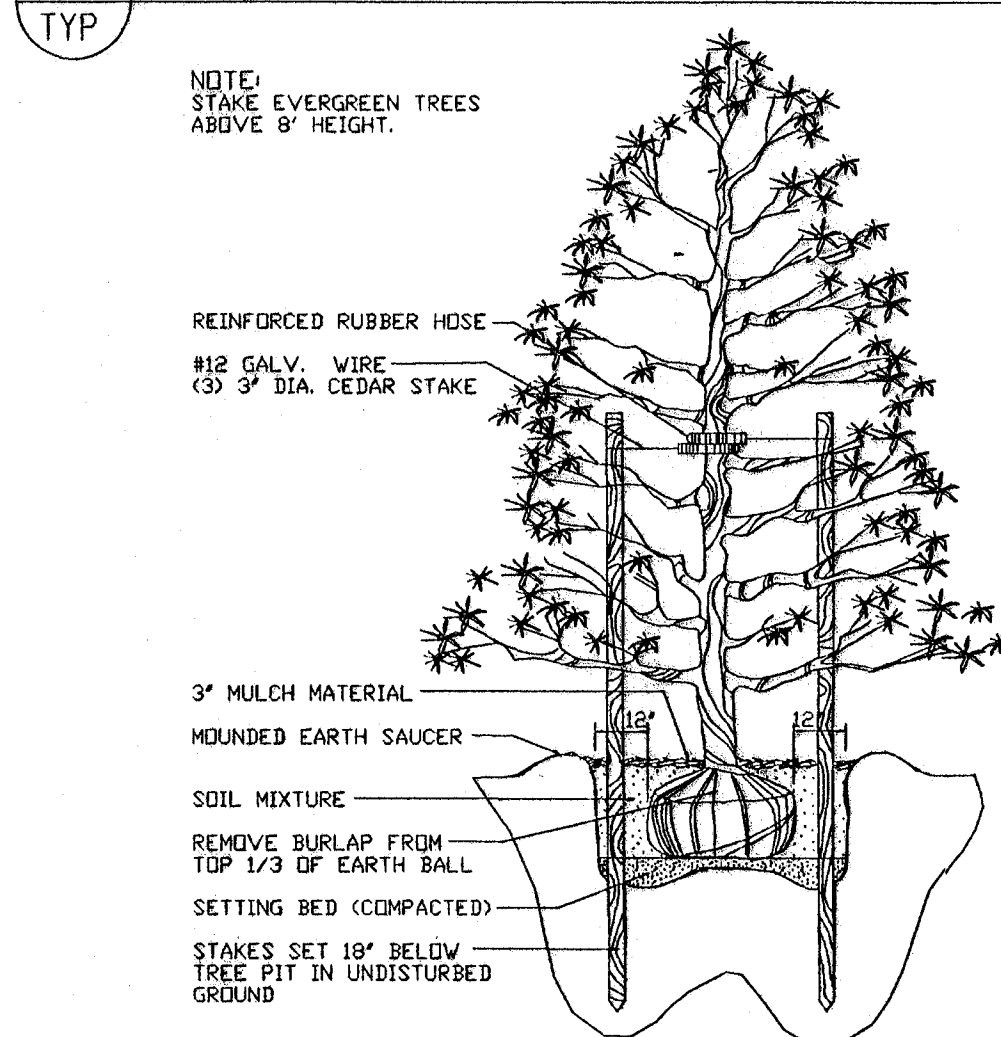 TYP
NOTE:
STAKE EVERGREEN TREES
ABOVE 8' HEIGHT.
REINFORCED RUBBER HOSE
#12 GALV. WIRE
(3) 3" DIA. CEDAR STAKE
3" MULCH MATERIAL
12" 12"
MOUNDED EARTH SAUCER
SOIL MIXTURE
REMOVE BURLAP FROM
TOP 1/3 OF EARTH BALL
SETTING BED (COMPACTED)
STAKES SET 18" BELOW
TREE PIT IN UNDISTURBED
GROUND